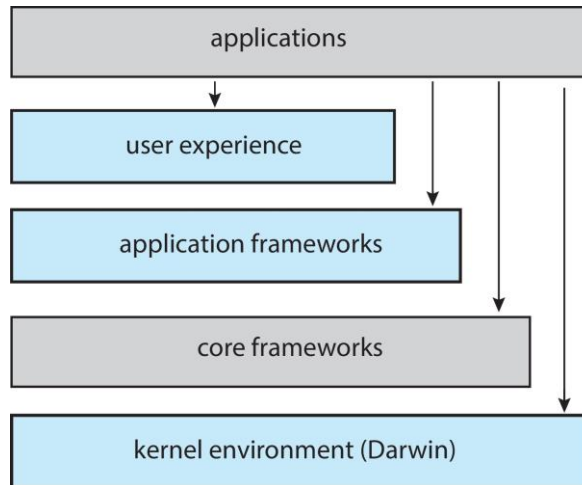 applications
user experience
application frameworks
core frameworks
kernel environment (Darwin)